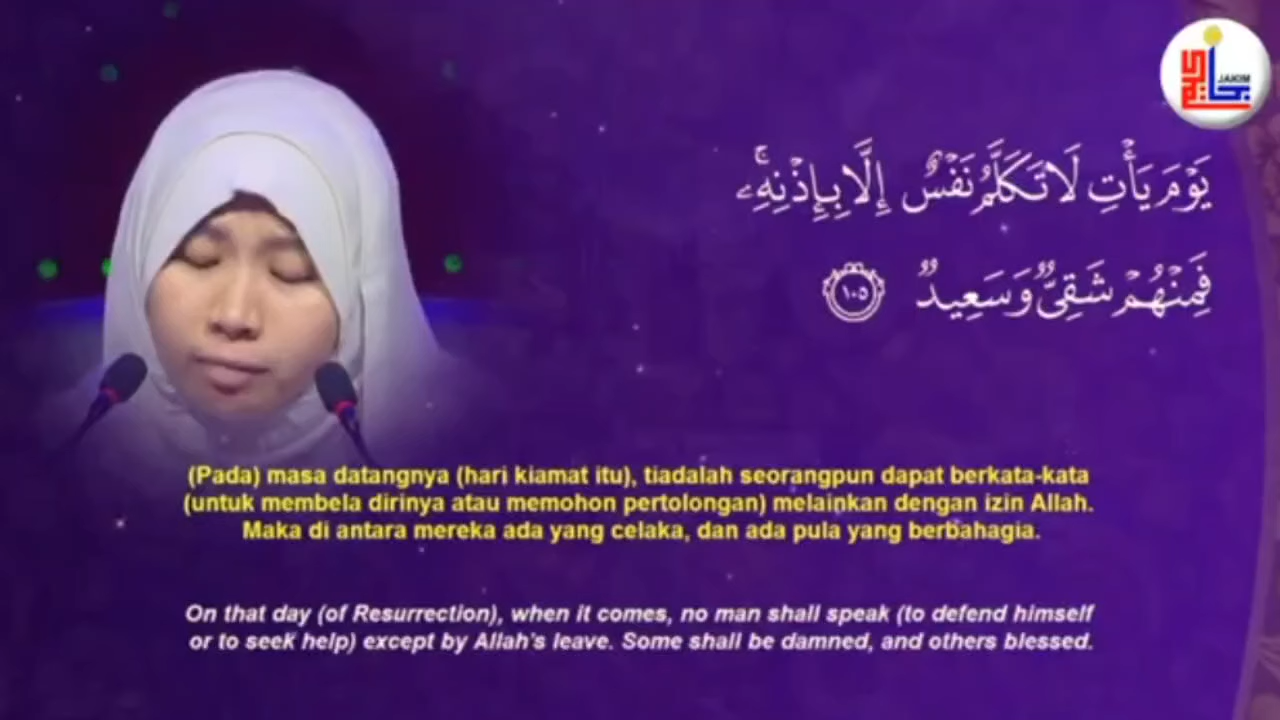 JAKIM
يَوْمَ يَأْتِ لَا تَكَلَّمُ نَفْسٌ إِلَّا بِإِذْنِهِۦۚ
فَمِنْهُمْ شَقِىٌّ وَسَعِيدٌ ١٠٥
(Pada) masa datangnya (hari kiamat itu), tiadalah seorangpun dapat berkata-kata
(untuk membela dirinya atau memohon pertolongan) melainkan dengan izin Allah.
Maka di antara mereka ada yang celaka, dan ada pula yang berbahagia.
On that day (of Resurrection), when it comes, no man shall speak (to defend himself
or to seek help) except by Allah's leave. Some shall be damned, and others blessed.